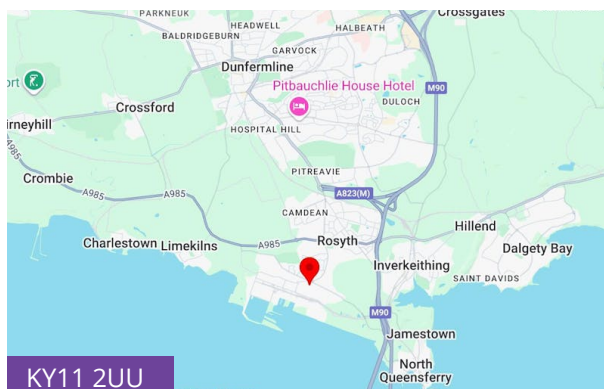 PARKNEUK
HEADWELL
HALBEATH
Crossgates
BALDRIDGEBURN
GARVOCK
Dunfermline
M90
Pitbauchlie House Hotel
DULOCH
Crossford
HOSPITAL HILL
A985
Crombie
A985
PITREAVIE
A823(M)
CAMDEAN
Hillend
Charlestown
Limekilns
A985
Rosyth
Dalgety Bay
Inverkeithing
SAINT DAVIDS
M90
Jamestown
North
Queensferry
KY11 2UU